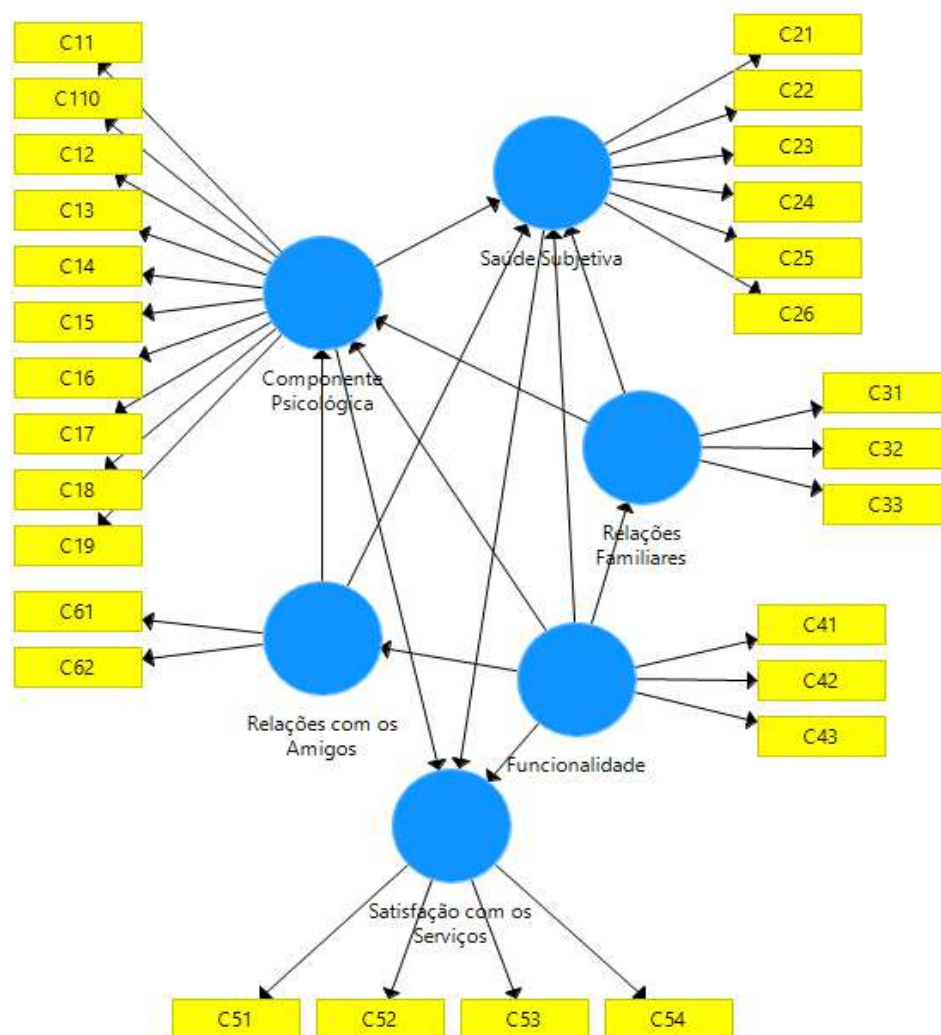 C11
C110
C12
C13
C14
C15
C16
C17
C18
C19
C61
C62
C21
C22
C23
C24
C25
C26
Saúde Subjetiva
Componente
Psicológica
C31
C32
C33
Relações
Familiares
C41
C42
C43
Relações com os
Amigos
Funcionalidade
Satisfação com os
Serviços
C51
C52
C53
C54